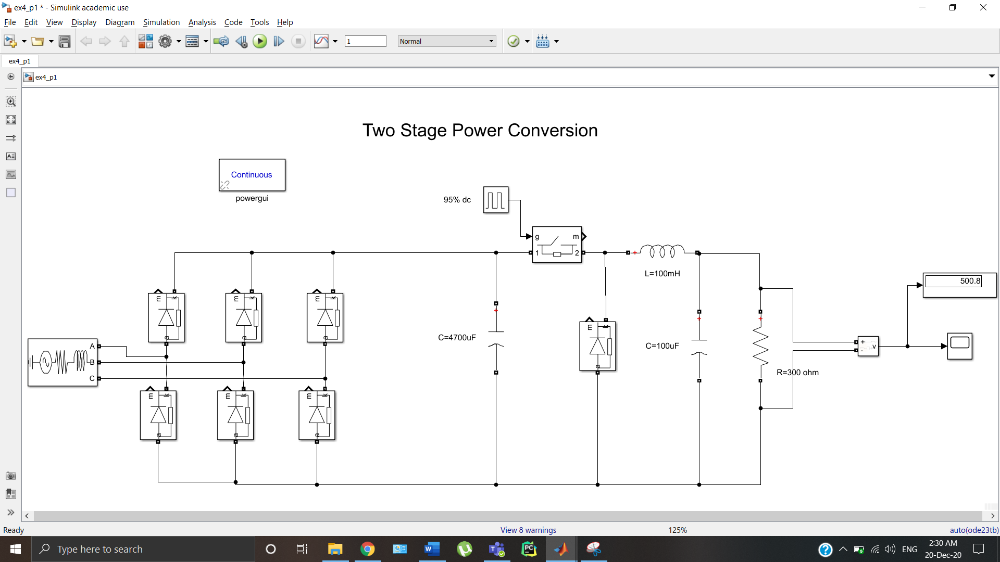 ex4_p1 * - Simulink academic use
File Edit View Display Diagram Simulation Analysis Code Tools Help
1 Normal
ex4_p1
ex4_p1
Two Stage Power Conversion
Continuous
powergui
95% dc
g m
1 2
L=100mH
500.8
m k m k m k
a a a
C=4700uF
m k
a
C=100uF
A
B
C
+ v
-
R=300 ohm
m k m k m k
a a a
Ready View 8 warnings 125% auto(ode23tb)
Type here to search
ENG
2:30 AM
20-Dec-20